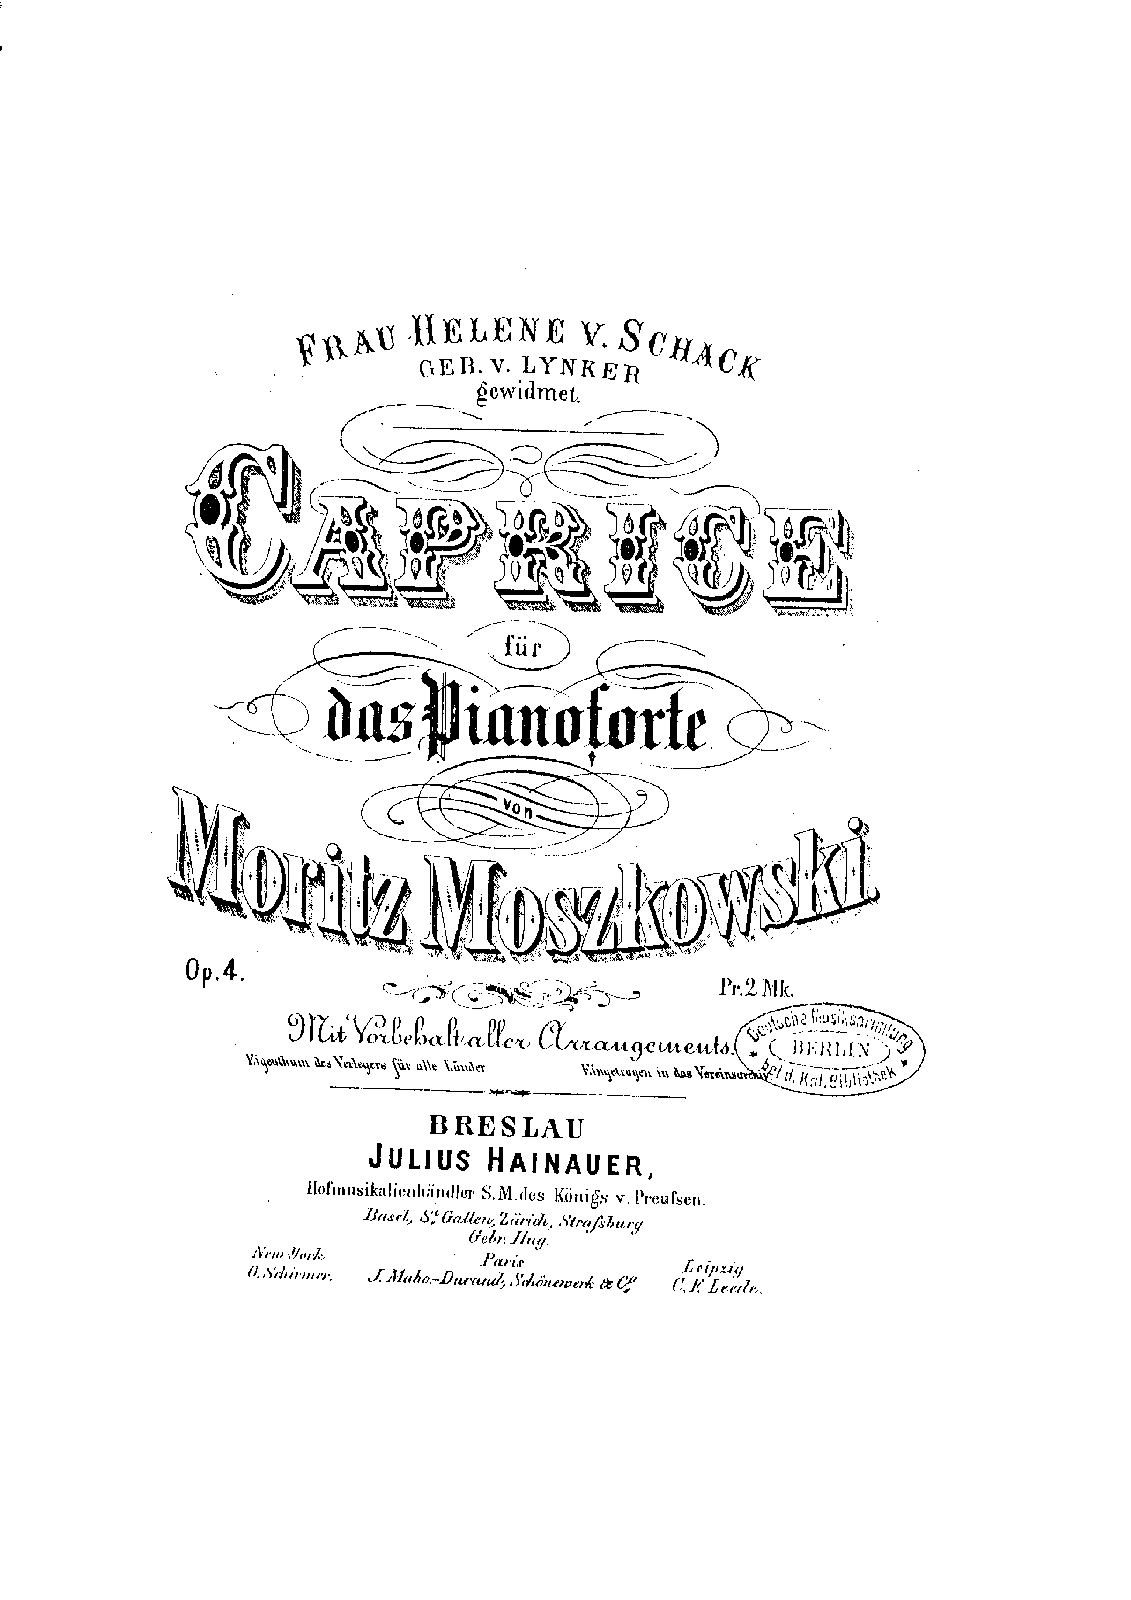 FRAU HELENE V. SCHACK
GEB. V. LYNKER
gewidmet.
CAPRICE
für
das Pianoforte
von
Moritz Moszkowski.
Op. 4.
Pr. 2 Mk.
Mit Vorbehalt aller Arrangements.
Eigenthum des Verlegers für alle Länder
Eingetragen in das Vereinsarchiv
Deutsche Musiksammlung
BERLIN
bei d. Kgl. Bibliothek
BRESLAU
JULIUS HAINAUER,
Hofmusikalienhändler S. M. des Königs v. Preufsen.
Basel, St. Gallen, Zürich, Straßburg
Gebr. Hug.
New York. Paris Leipzig
G. Schirmer. J. Maho.-Durand, Schönewerk & Co. C. F. Leede.